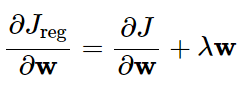 ∂J_reg/∂𝐰 = ∂J/∂𝐰 + λ𝐰